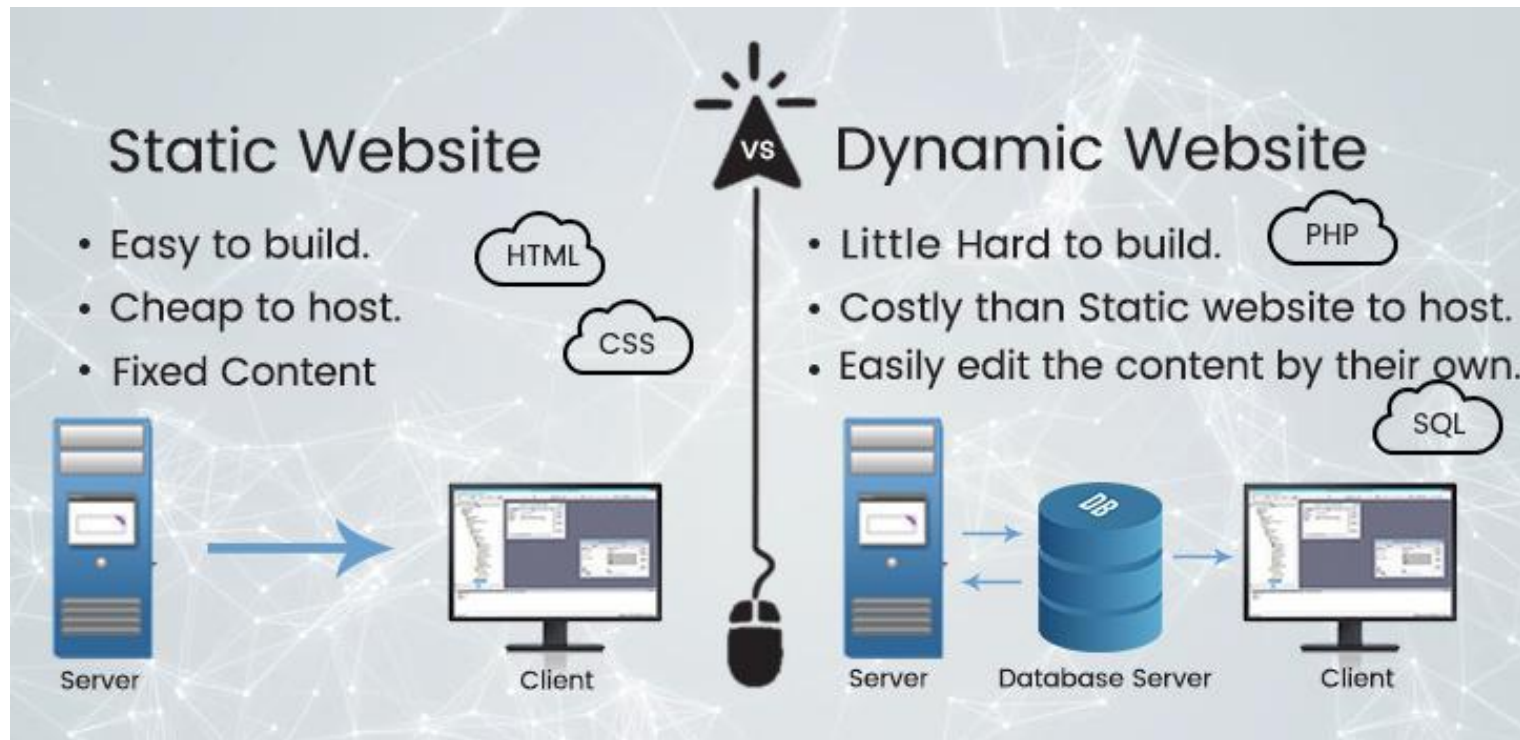 Static Website
• Easy to build.
HTML
• Cheap to host.
CSS
• Fixed Content
Server
Client
VS
Dynamic Website
• Little Hard to build.
PHP
• Costly than Static website to host.
• Easily edit the content by their own.
SQL
DB
Server
Database Server
Client